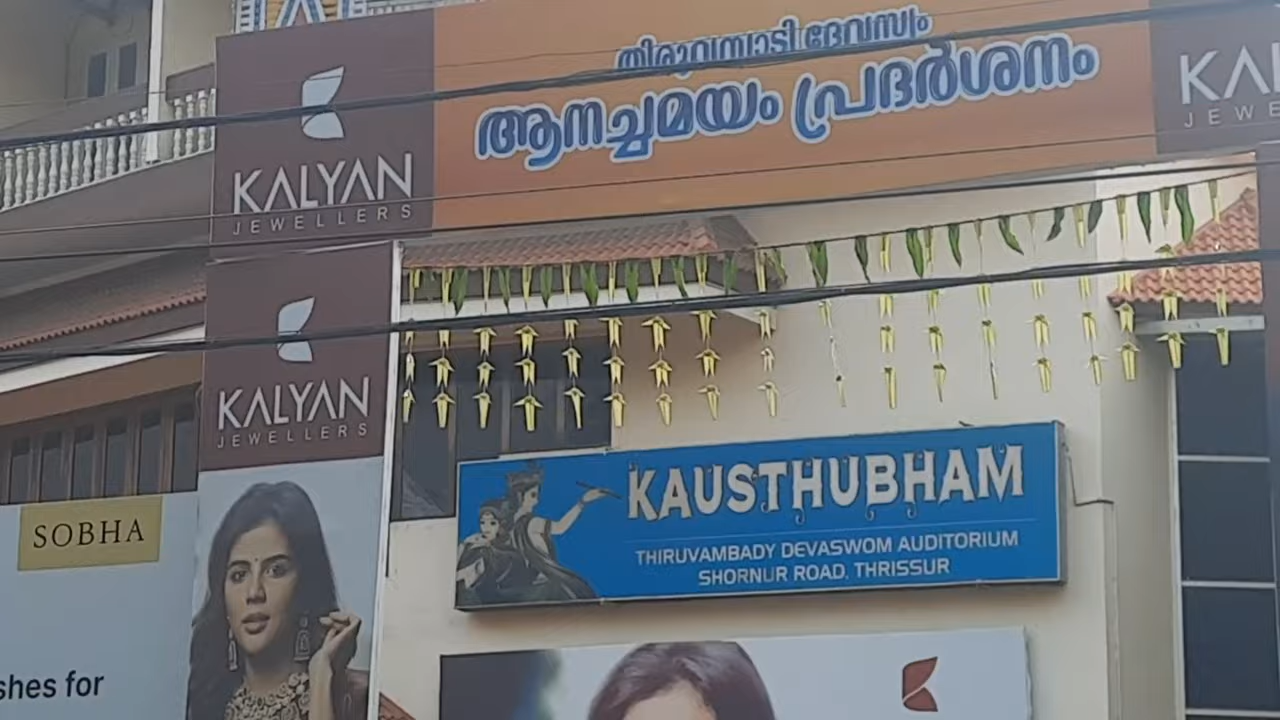 തിരുവമ്പാടി ദേവസ്വം
ആനച്ചമയം പ്രദർശനം
KALYAN
JEWELLERS
KAL
JEWE
KALYAN
JEWELLERS
KAUSTHUBHAM
THIRUVAMBADY DEVASWOM AUDITORIUM
SHORNUR ROAD, THRISSUR
SOBHA
shes for